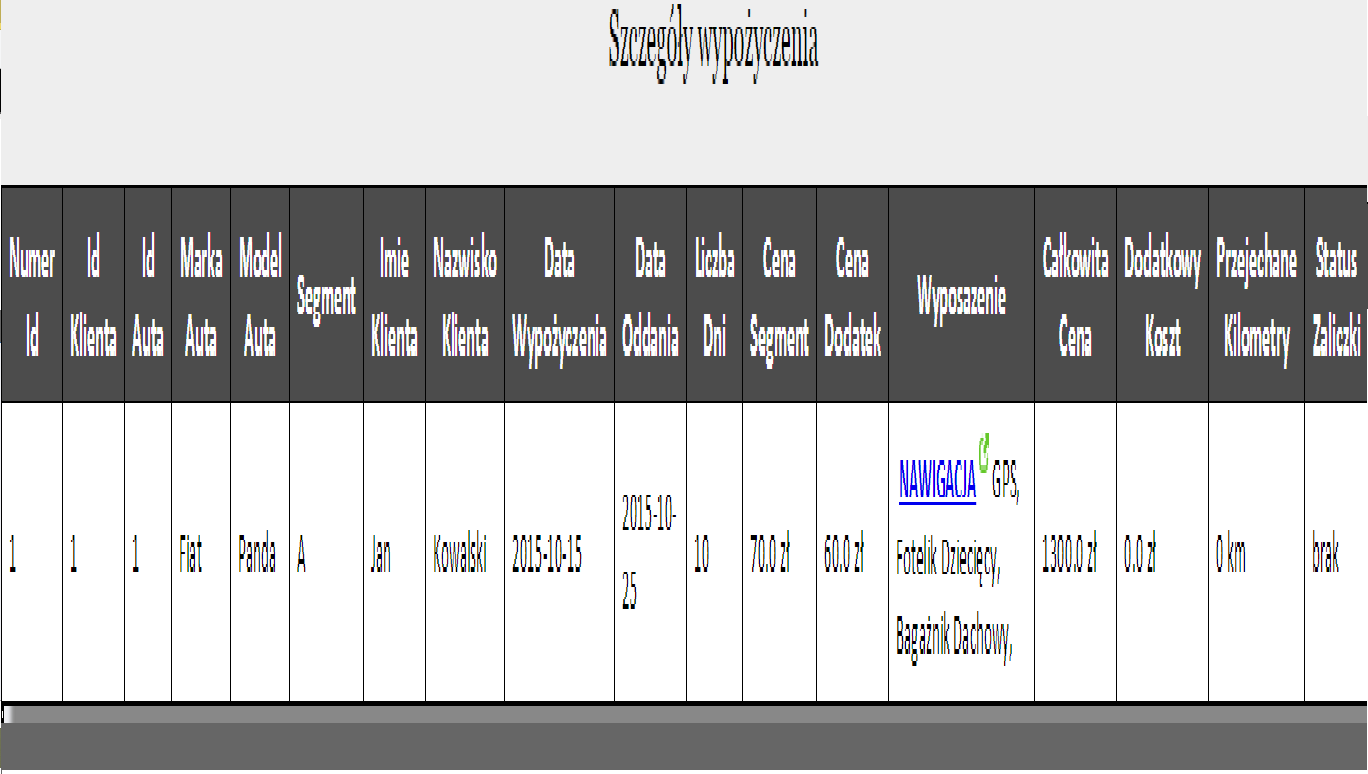 Szczegóły wypożyczenia
Numer Id Id Marka Model Segment Imie Nazwisko Data Data Liczba Cena Cena Wyposazenie Całkowita Dodatkowy Przejechane Status
Id Klienta Auta Auta Auta Klienta Klienta Wypożyczenia Oddania Dni Segment Dodatek Cena Koszt Kilometry Zaliczki
NAWIGACJA GPS,
2015-10-
1 1 1 Fiat Panda A Jan Kowalski 2015-10-15 10 70.0 zł 60.0 zł Fotelik Dziecięcy, 1300.0 zł 0.0 zł 0 km brak
25
Bagażnik Dachowy,